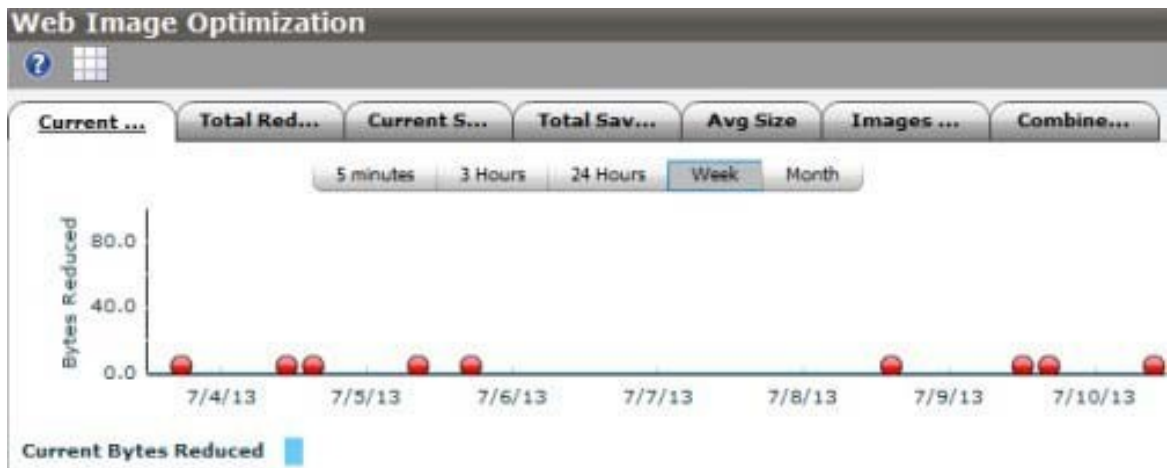 Web Image Optimization
?
Current ... Total Red... Current S... Total Sav... Avg Size Images ... Combine...
5 minutes 3 Hours 24 Hours Week Month
Bytes Reduced
80.0
40.0
0.0
7/4/13 7/5/13 7/6/13 7/7/13 7/8/13 7/9/13 7/10/13
Current Bytes Reduced